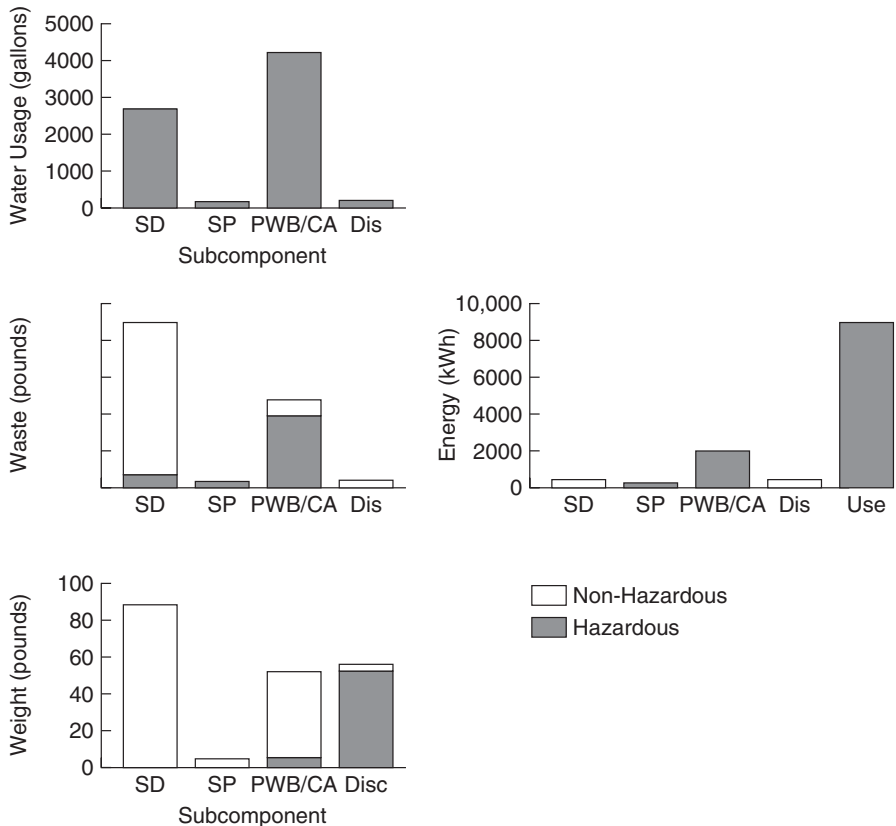 Water Usage (gallons)
5000
4000
3000
2000
1000
0
SD SP PWB/CA Dis
Subcomponent
Waste (pounds)
SD SP PWB/CA Dis
Energy (kWh)
10,000
8000
6000
4000
2000
0
SD SP PWB/CA Dis Use
Weight (pounds)
100
80
60
40
20
0
SD SP PWB/CA Disc
Subcomponent
Non-Hazardous
Hazardous